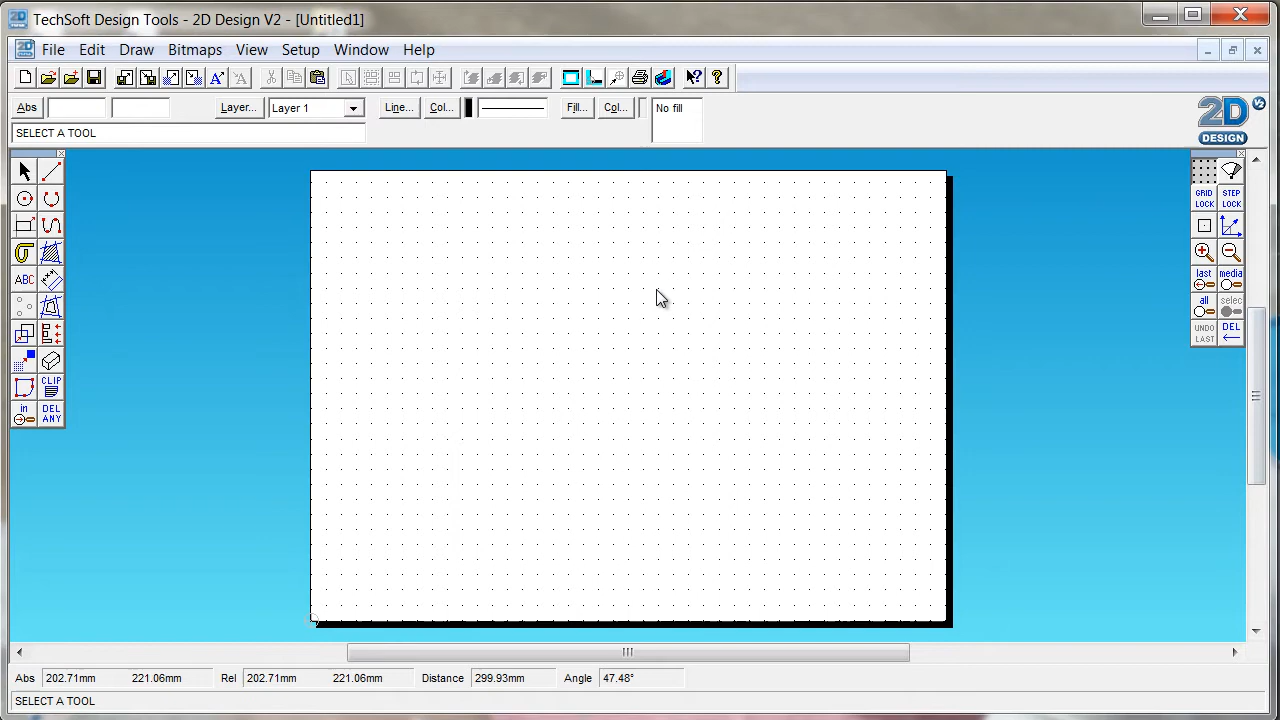 TechSoft Design Tools - 2D Design V2 - [Untitled1]
File Edit Draw Bitmaps View Setup Window Help
Abs Layer... Layer 1 Line... Col... Fill... Col... No fill
SELECT A TOOL
2D V2
DESIGN
GRID LOCK
STEP LOCK
ABC
last
media
all
selec
UNDO LAST
DEL
CLIP
in
DEL ANY
Abs 202.71mm 221.06mm Rel 202.71mm 221.06mm Distance 299.93mm Angle 47.48°
SELECT A TOOL